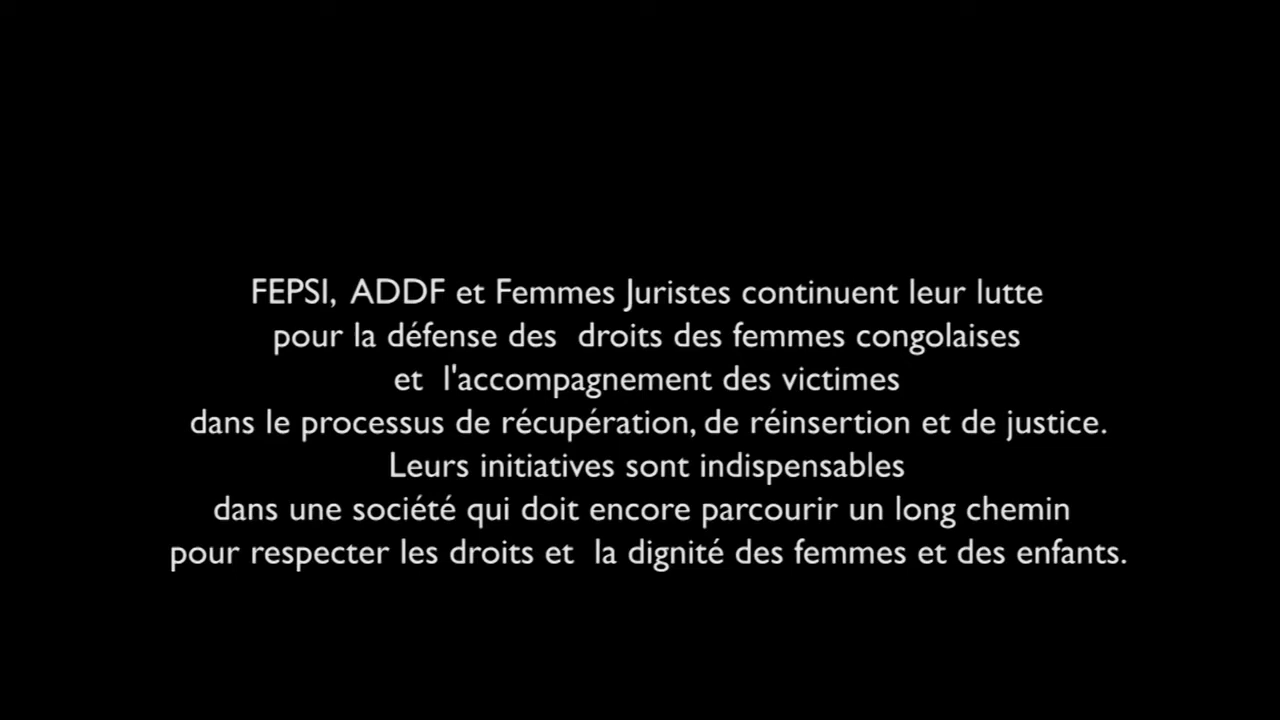 FEPSI, ADDF et Femmes Juristes continuent leur lutte
pour la défense des droits des femmes congolaises
et l'accompagnement des victimes
dans le processus de récupération, de réinsertion et de justice.
Leurs initiatives sont indispensables
dans une société qui doit encore parcourir un long chemin
pour respecter les droits et la dignité des femmes et des enfants.